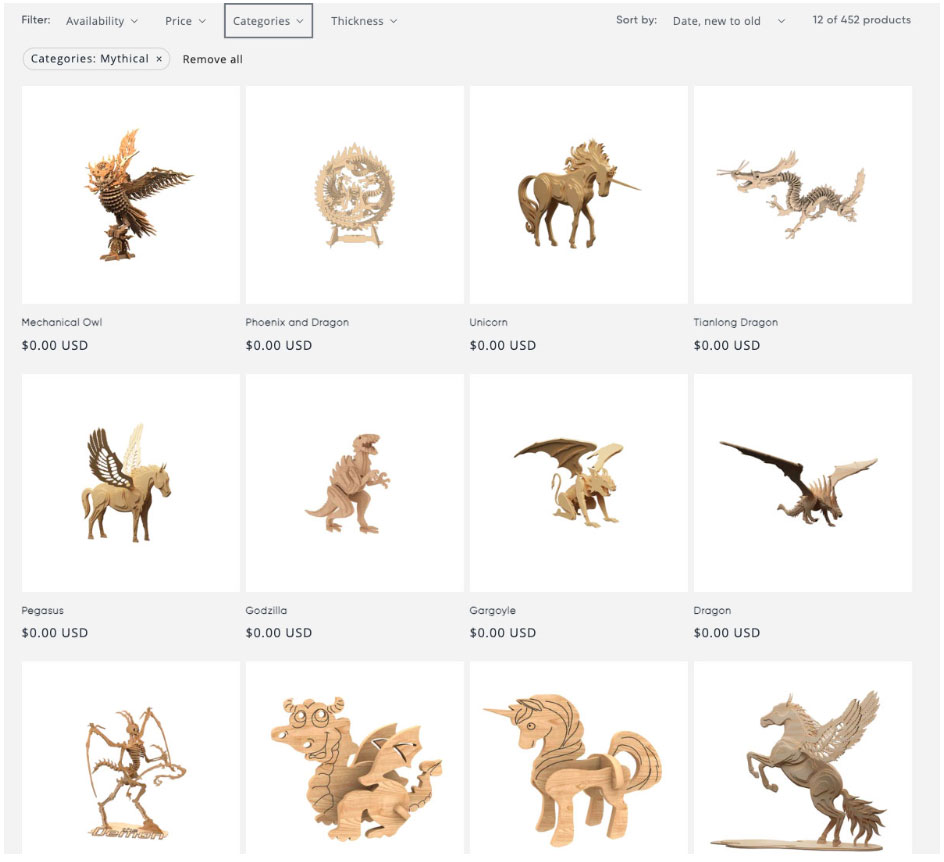 Filter: Availability Price Categories Thickness Sort by: Date, new to old 12 of 452 products
Categories: Mythical × Remove all
Mechanical Owl Phoenix and Dragon Unicorn Tianlong Dragon
$0.00 USD $0.00 USD $0.00 USD $0.00 USD
Pegasus Godzilla Gargoyle Dragon
$0.00 USD $0.00 USD $0.00 USD $0.00 USD
Demon